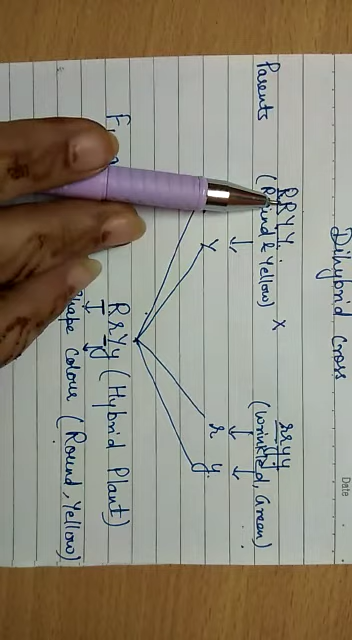 Date
Dihybrid Cross
Parents RRYY x rryy
(Round & Yellow) (Wrinkled, Green)
y r y
F RrYy (Hybrid Plant)
Shape Colour (Round, Yellow)